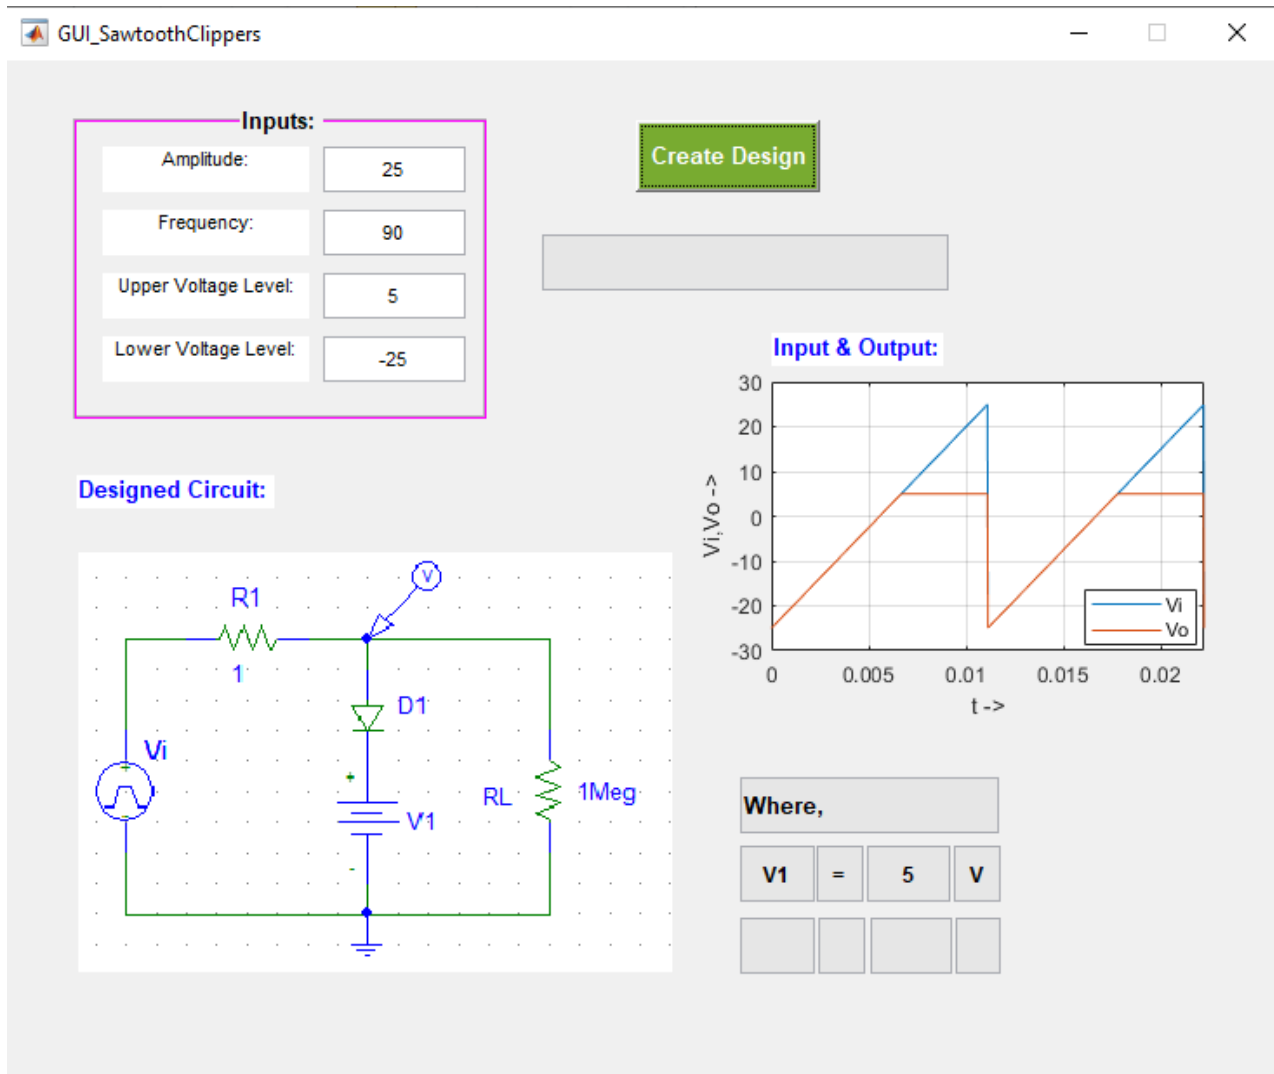 GUI_SawtoothClippers
Inputs:
Amplitude: 25
Frequency: 90
Upper Voltage Level: 5
Lower Voltage Level: -25
Create Design
Input & Output:
30
20
10
0
-10
-20
-30
Vi,Vo ->
0 0.005 0.01 0.015 0.02
t ->
Vi
Vo
Designed Circuit:
V
R1
1
D1
Vi
+
+
V1
-
-
RL
1Meg
Where,
V1 = 5 V